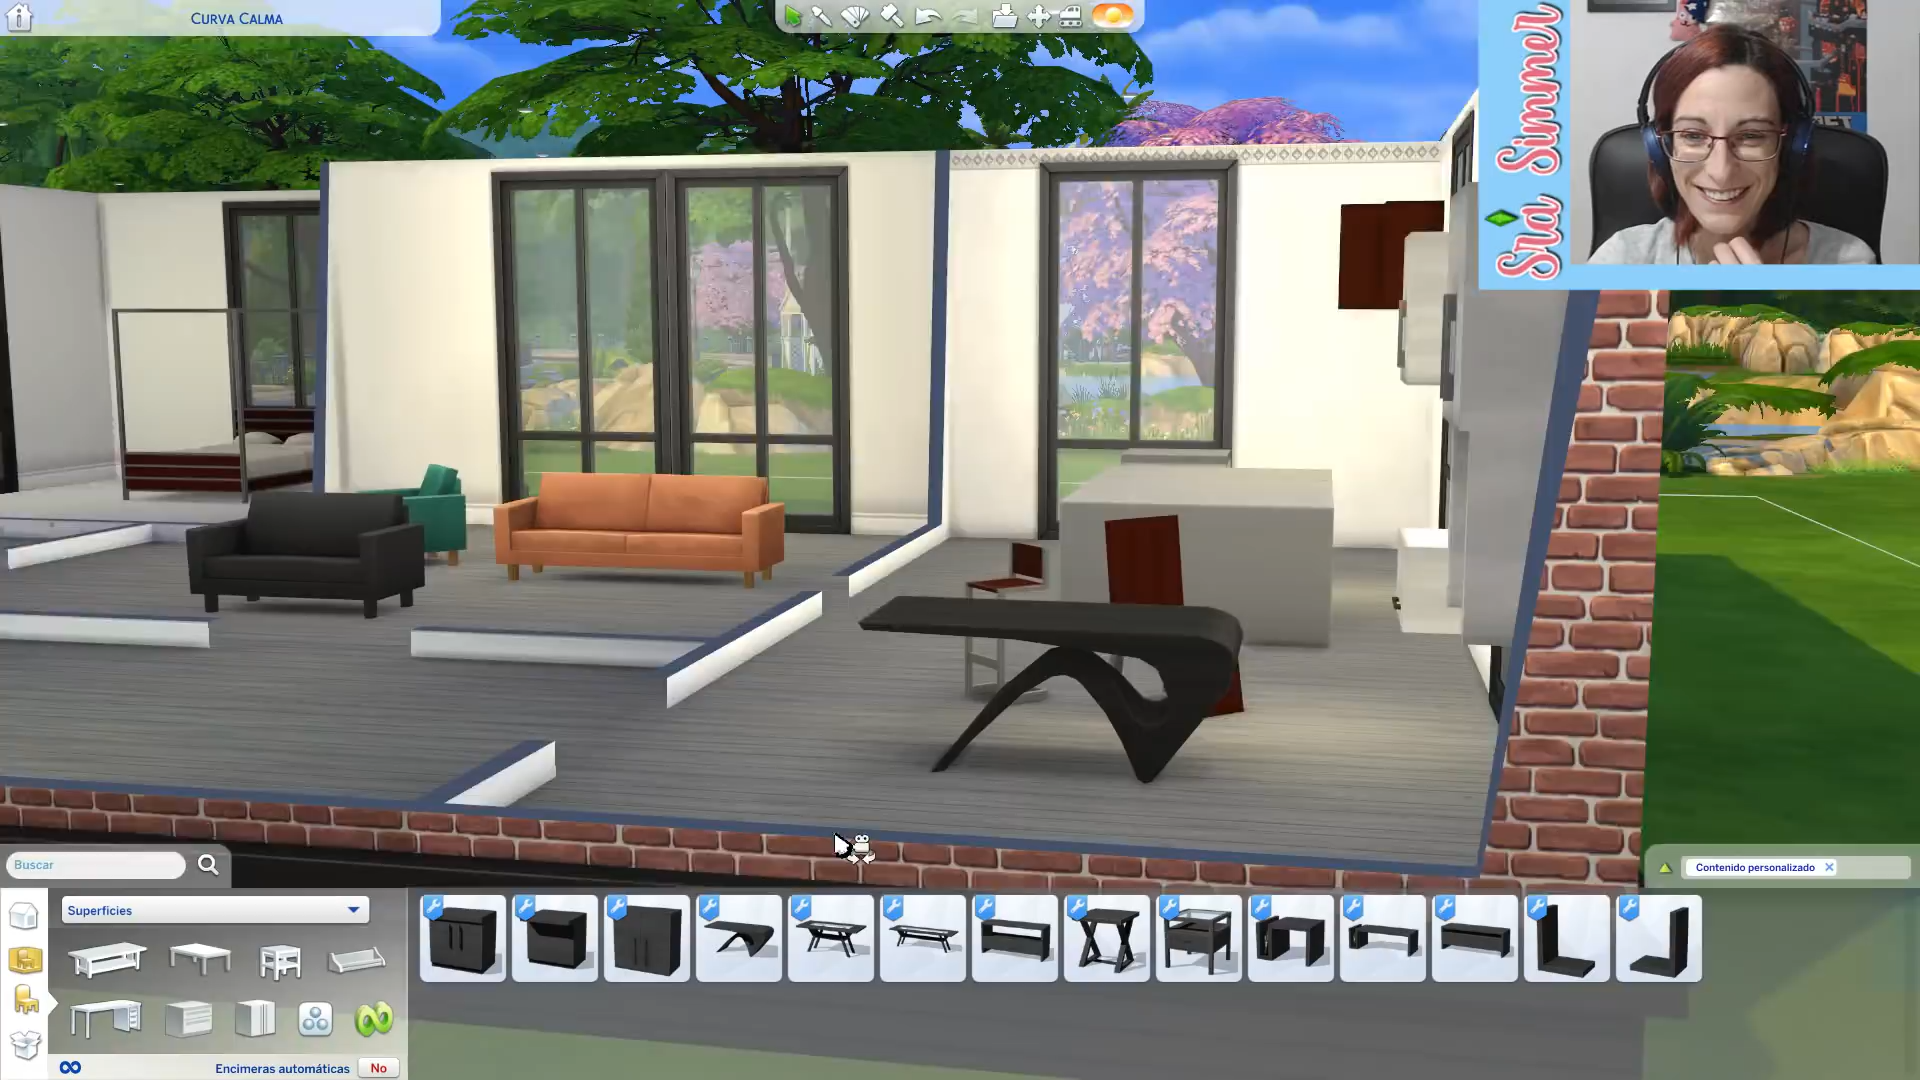 CURVA CALMA
Sra Simmer
Buscar
Contenido personalizado
Superficies
Encimeras automáticas No